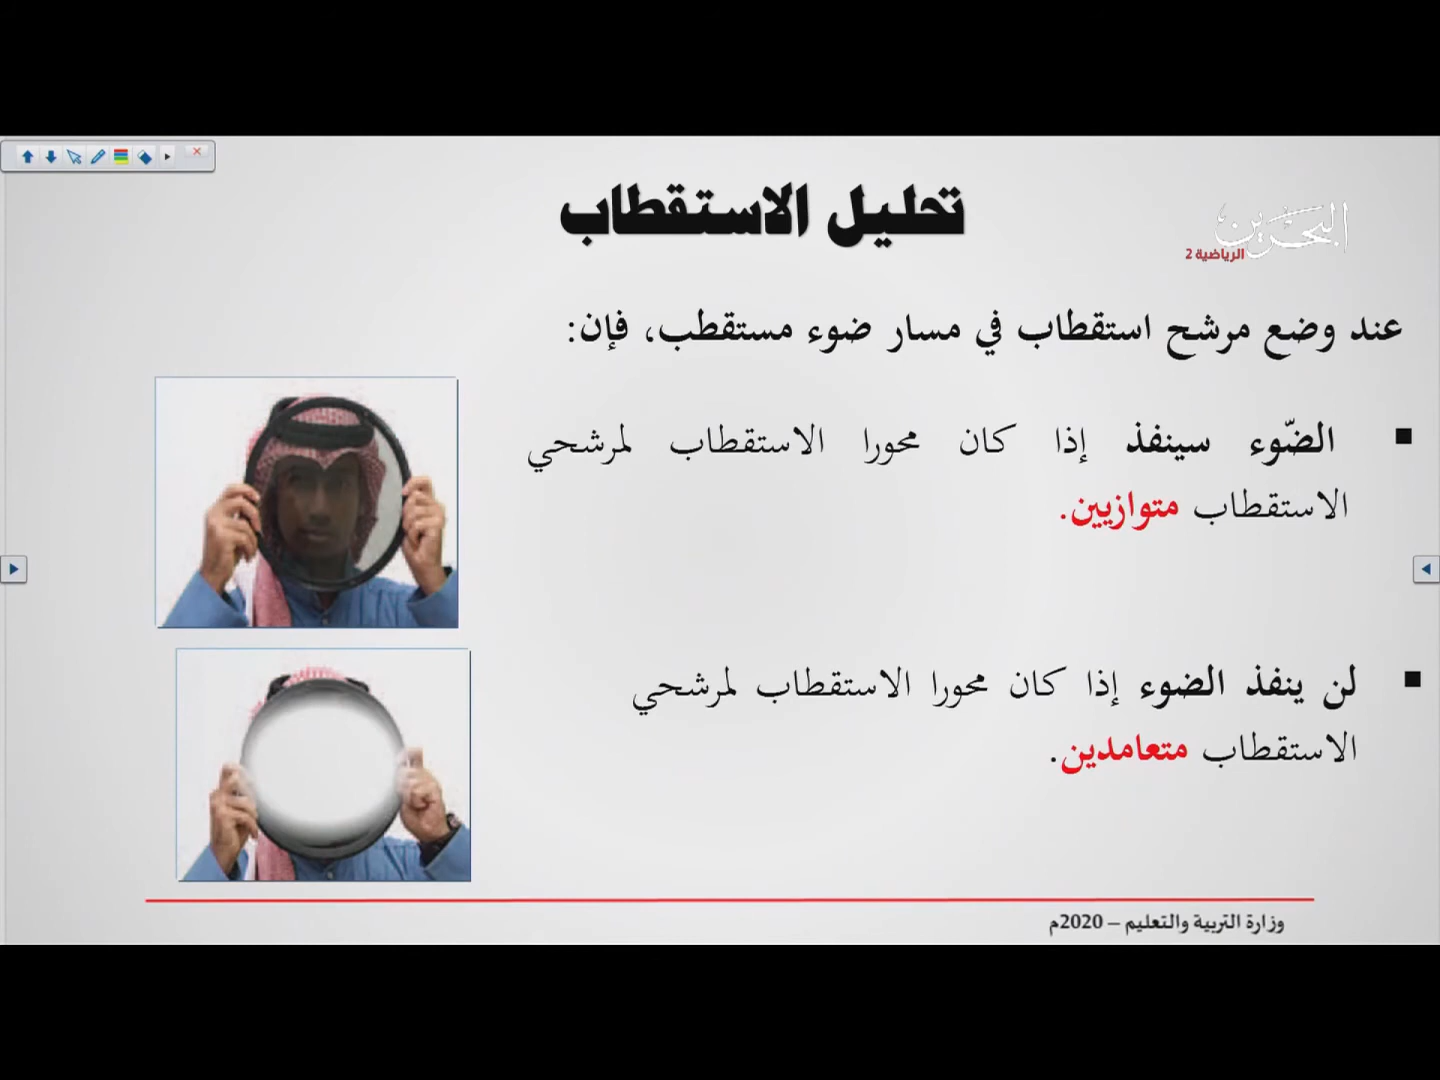 تحليل الاستقطاب
البحرين
الرياضية 2
عند وضع مرشح استقطاب في مسار ضوء مستقطب، فإن:
الضّوء سينفذ إذا كان محورا الاستقطاب لمرشحي
الاستقطاب متوازيين.
لن ينفذ الضوء إذا كان محورا الاستقطاب لمرشحي
الاستقطاب متعامدين.
وزارة التربية والتعليم – 2020م